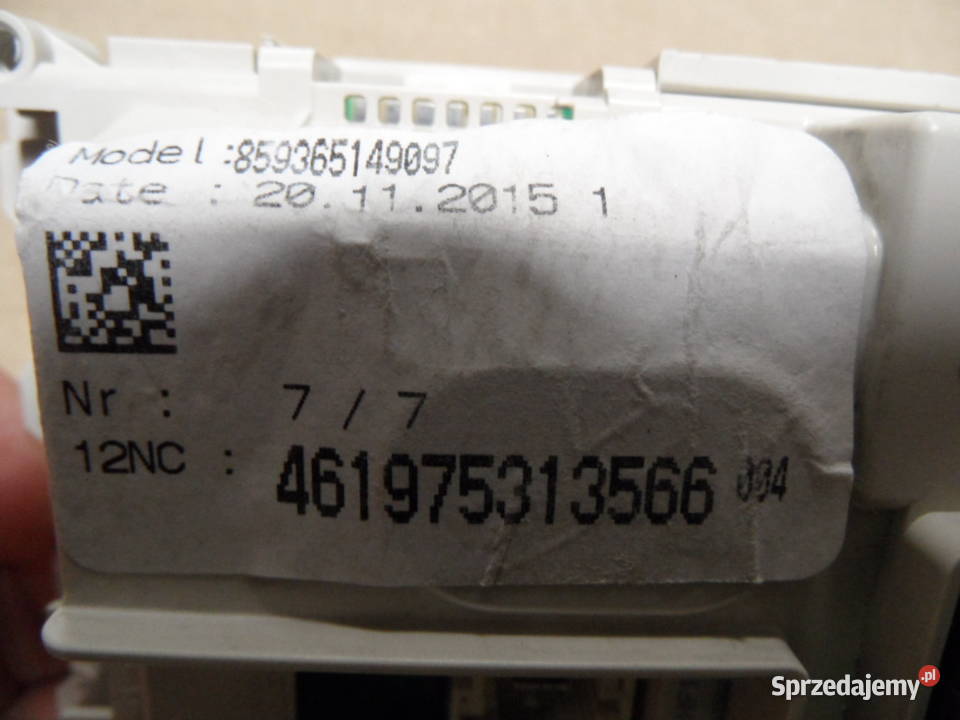 Model :859365149097
Date : 20.11.2015 1
Nr : 7 / 7
12NC : 461975313566 004
Sprzedajemy .pl